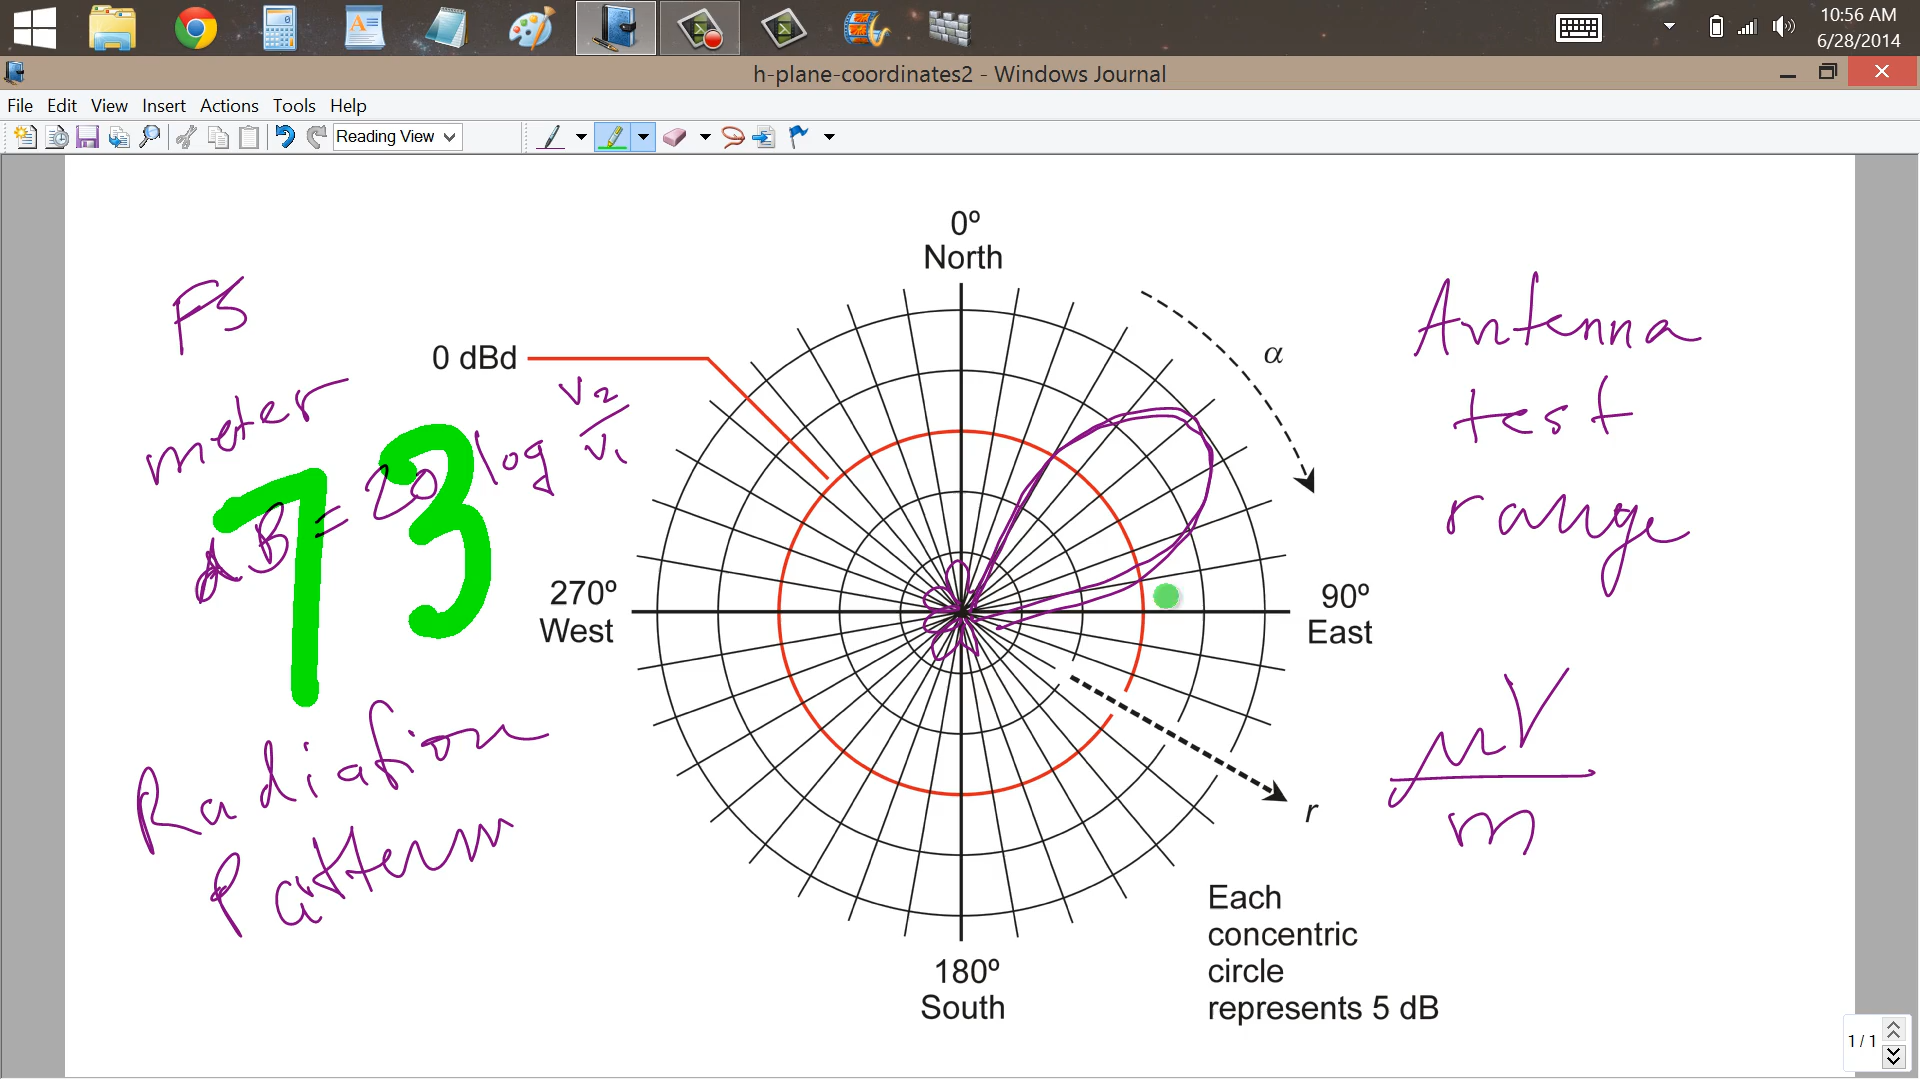 10:56 AM
6/28/2014
h-plane-coordinates2 - Windows Journal
File Edit View Insert Actions Tools Help
Reading View
0º
North
FS
meter
0 dBd
α
Antenna
test
range
dB = 20 log V2/V1
73
270º
West
90º
East
Radiation
Pattern
r
μV
m
Each
concentric
circle
represents 5 dB
180º
South
1 / 1